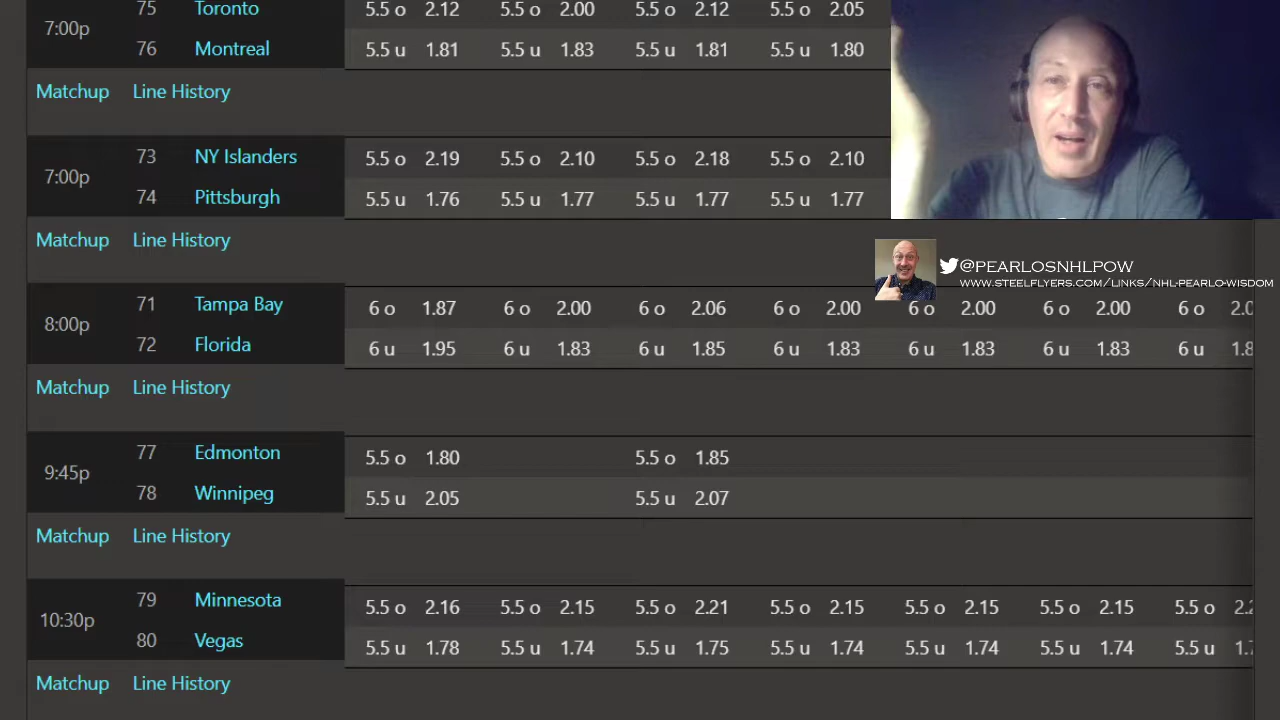 75 Toronto 5.5 o 2.12 5.5 o 2.00 5.5 o 2.12 5.5 o 2.05
7:00p
76 Montreal 5.5 u 1.81 5.5 u 1.83 5.5 u 1.81 5.5 u 1.80
Matchup Line History
73 NY Islanders 5.5 o 2.19 5.5 o 2.10 5.5 o 2.18 5.5 o 2.10
7:00p
74 Pittsburgh 5.5 u 1.76 5.5 u 1.77 5.5 u 1.77 5.5 u 1.77
Matchup Line History
@PEARLOSNHLPOW
WWW.STEELFLYERS.COM/LINKS/NHL-PEARLO-WISDOM
71 Tampa Bay 6 o 1.87 6 o 2.00 6 o 2.06 6 o 2.00 6 o 2.00 6 o 2.00 6 o
8:00p
72 Florida 6 u 1.95 6 u 1.83 6 u 1.85 6 u 1.83 6 u 1.83 6 u 1.83 6 u
Matchup Line History
77 Edmonton 5.5 o 1.80 5.5 o 1.85
9:45p
78 Winnipeg 5.5 u 2.05 5.5 u 2.07
Matchup Line History
79 Minnesota 5.5 o 2.16 5.5 o 2.15 5.5 o 2.21 5.5 o 2.15 5.5 o 2.15 5.5 o 2.15 5.5 o
10:30p
80 Vegas 5.5 u 1.78 5.5 u 1.74 5.5 u 1.75 5.5 u 1.74 5.5 u 1.74 5.5 u 1.74 5.5 u
Matchup Line History